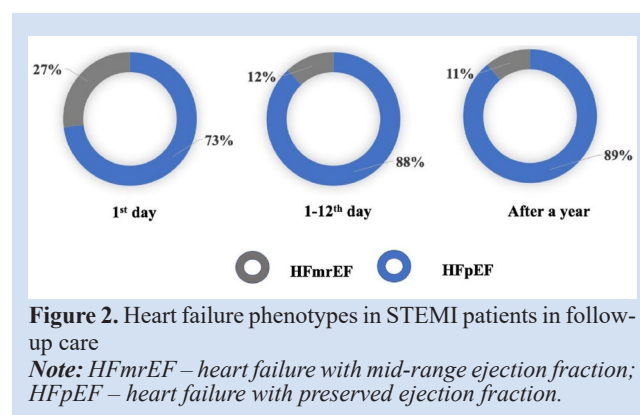 27%
73%
1st day
12%
88%
1-12th day
11%
89%
After a year
HFmrEF
HFpEF
Figure 2. Heart failure phenotypes in STEMI patients in follow-
up care
Note: HFmrEF – heart failure with mid-range ejection fraction;
HFpEF – heart failure with preserved ejection fraction.